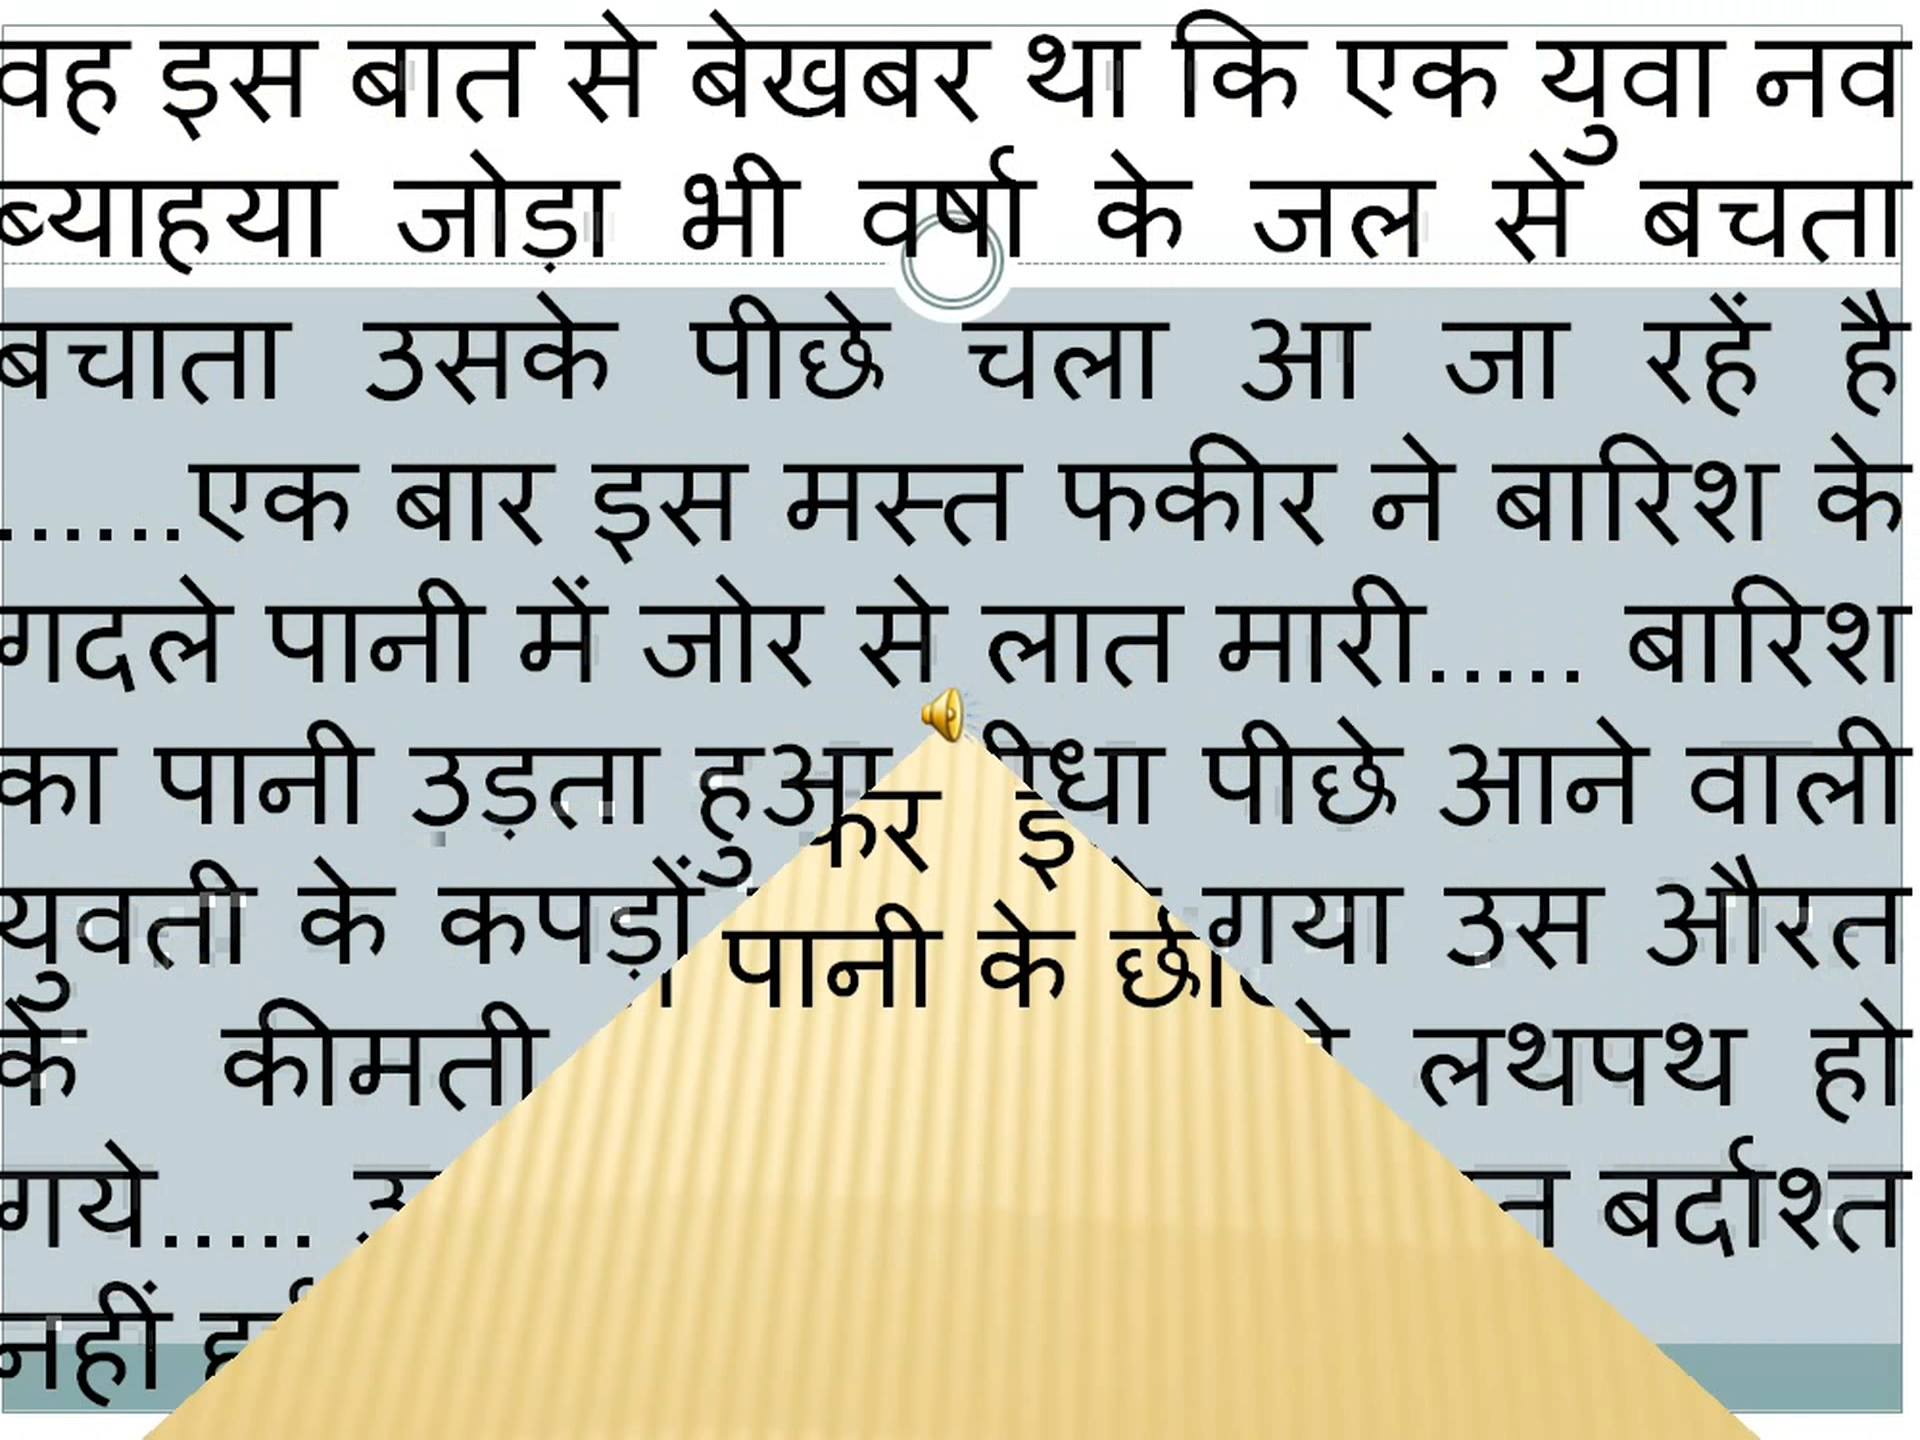 वह इस बात से बेखबर था कि एक युवा नव
ब्याहया जोड़ा भी वर्षा के जल से बचता
बचाता उसके पीछे चला आ जा रहें है
......एक बार इस मस्त फकीर ने बारिश के
गदले पानी में जोर से लात मारी..... बारिश
का पानी उड़ता हुआ पीछे आने वाली
युवती के कपड़ों गया उस औरत
के कीमती लथपथ हो
गये..... बर्दाश्त
नहीं
कर
पानी के